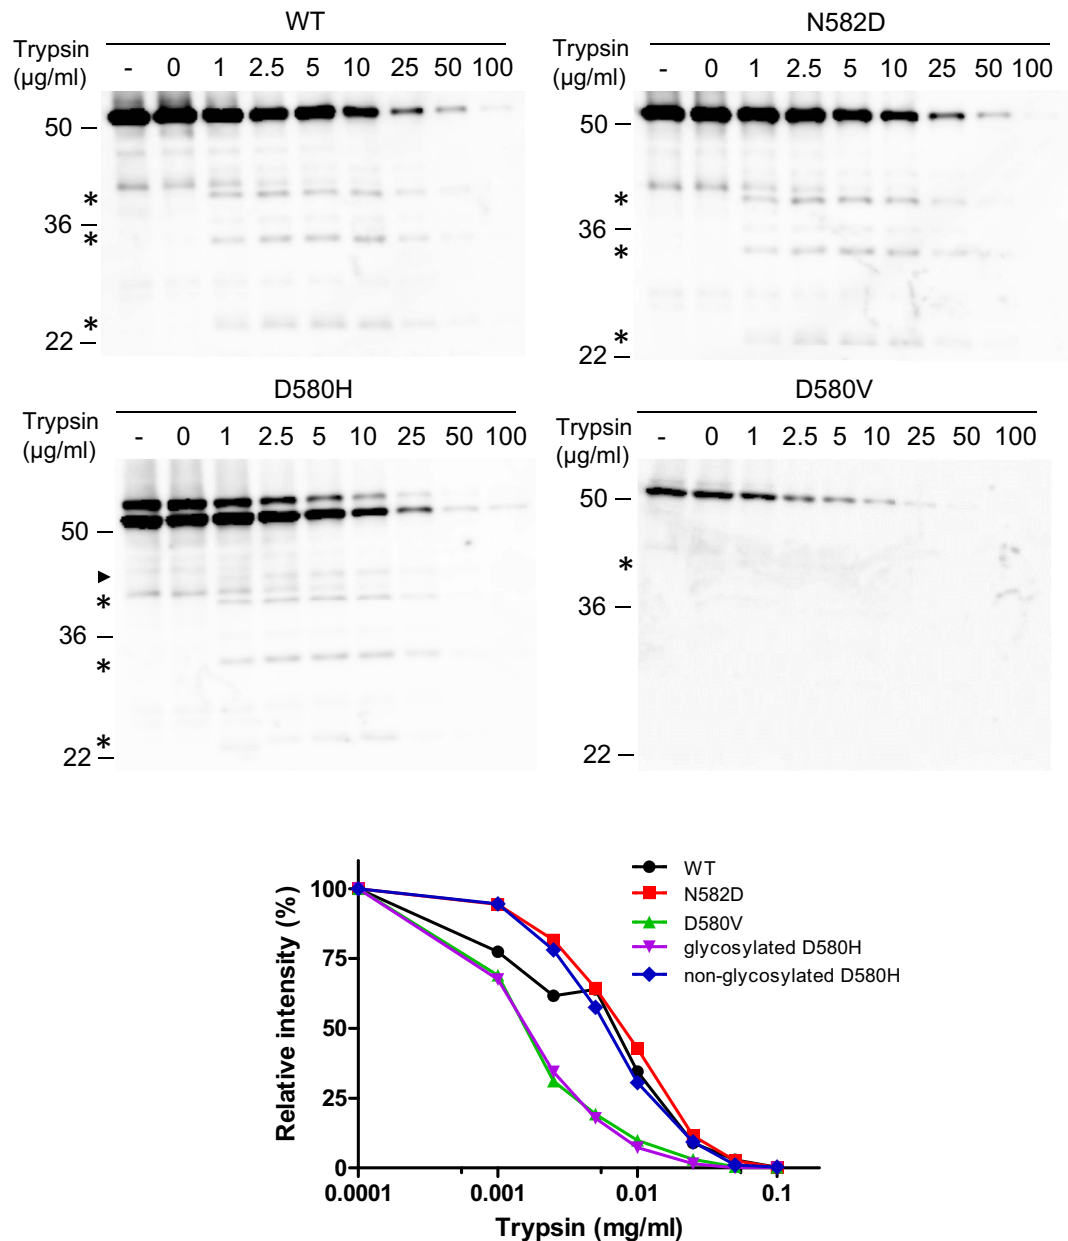 WT
Trypsin
(µg/ml)
- 0 1 2.5 5 10 25 50 100
50
*
36
*
*
22
N582D
Trypsin
(µg/ml)
- 0 1 2.5 5 10 25 50 100
50
*
36
*
*
22
D580H
Trypsin
(µg/ml)
- 0 1 2.5 5 10 25 50 100
50
*
36
*
*
22
D580V
Trypsin
(µg/ml)
- 0 1 2.5 5 10 25 50 100
50
*
36
22
WT
N582D
D580V
glycosylated D580H
non-glycosylated D580H
Relative intensity (%)
100
75
50
25
0
0.0001 0.001 0.01 0.1
Trypsin (mg/ml)